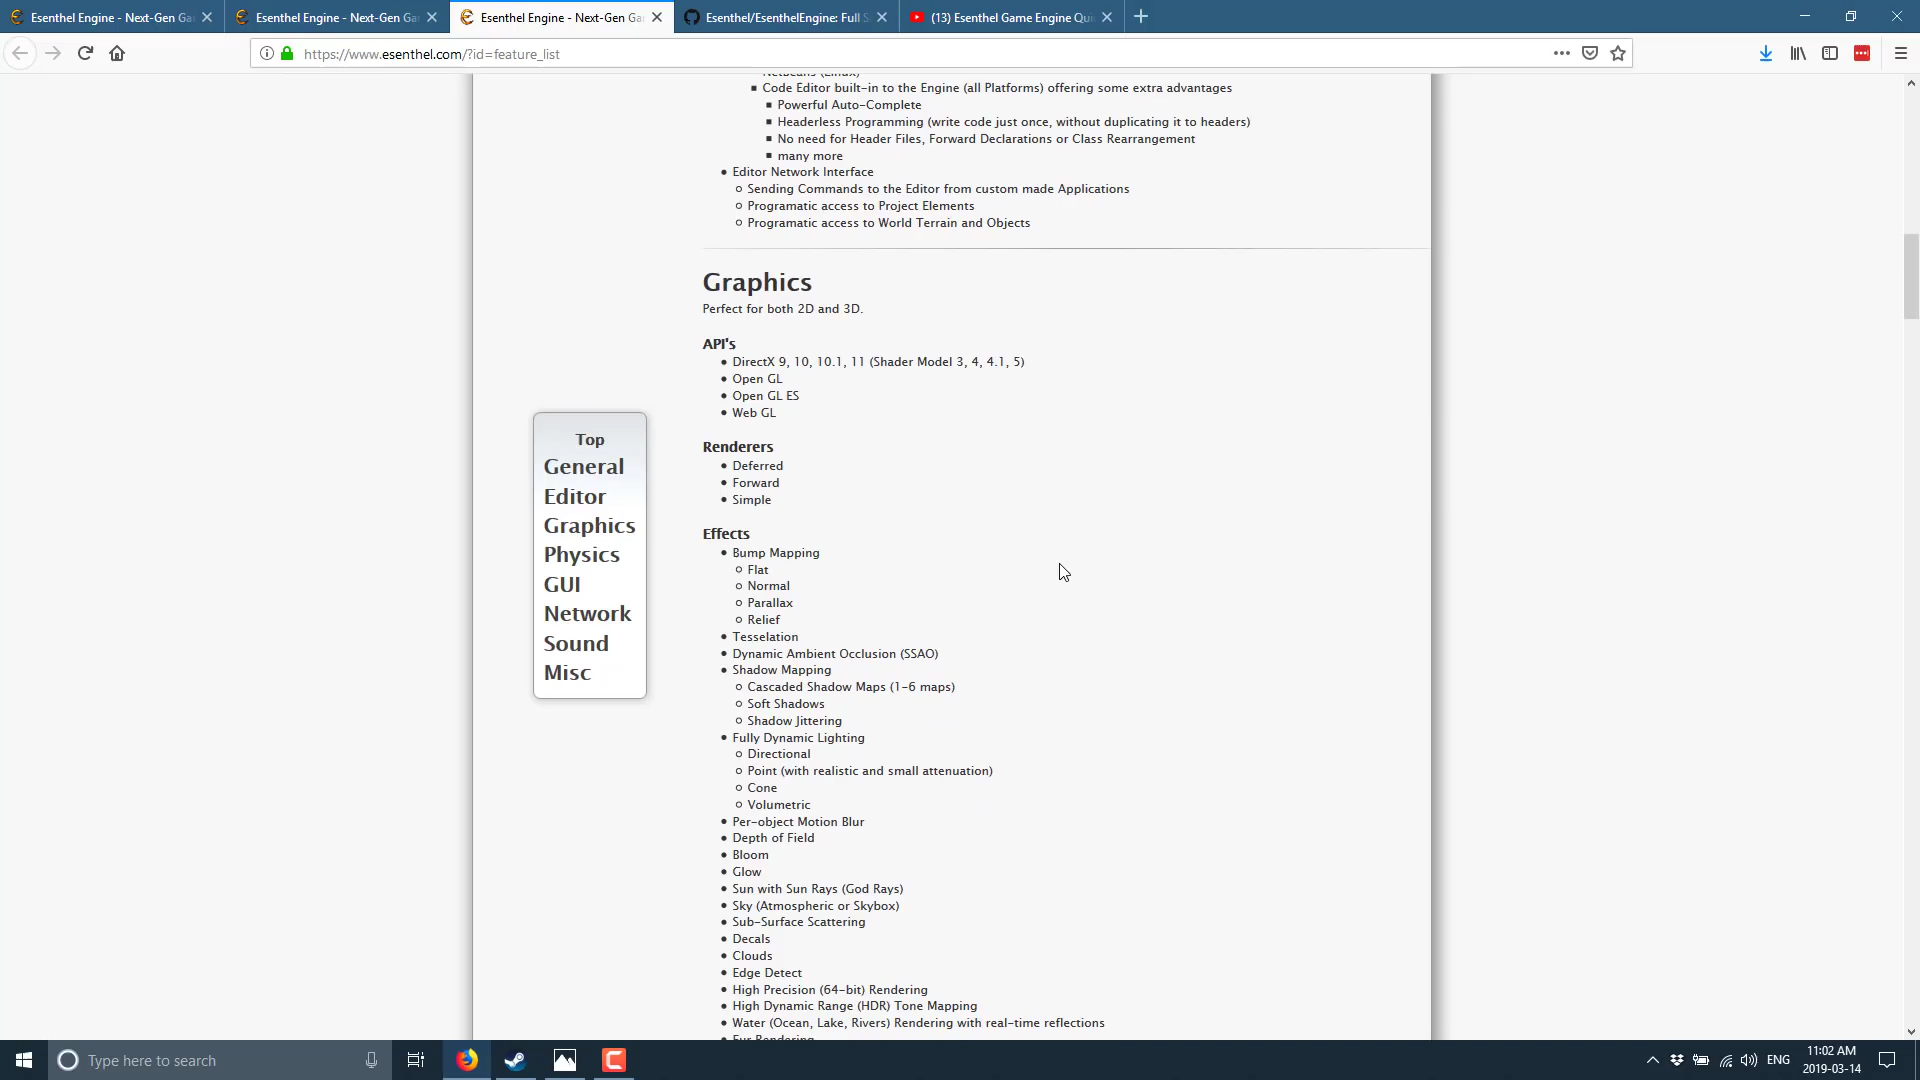 Esenthel Engine - Next-Gen Ga
Esenthel Engine - Next-Gen Ga
Esenthel Engine - Next-Gen Ga
Esenthel/EsenthelEngine: Full S
(13) Esenthel Game Engine Qui
https://www.esenthel.com/?id=feature_list
NetBeans (Linux)
Code Editor built-in to the Engine (all Platforms) offering some extra advantages
Powerful Auto-Complete
Headerless Programming (write code just once, without duplicating it to headers)
No need for Header Files, Forward Declarations or Class Rearrangement
many more
Editor Network Interface
Sending Commands to the Editor from custom made Applications
Programatic access to Project Elements
Programatic access to World Terrain and Objects
Graphics
Perfect for both 2D and 3D.
API's
DirectX 9, 10, 10.1, 11 (Shader Model 3, 4, 4.1, 5)
Open GL
Open GL ES
Web GL
Renderers
Deferred
Forward
Simple
Effects
Bump Mapping
Flat
Normal
Parallax
Relief
Tesselation
Dynamic Ambient Occlusion (SSAO)
Shadow Mapping
Cascaded Shadow Maps (1-6 maps)
Soft Shadows
Shadow Jittering
Fully Dynamic Lighting
Directional
Point (with realistic and small attenuation)
Cone
Volumetric
Per-object Motion Blur
Depth of Field
Bloom
Glow
Sun with Sun Rays (God Rays)
Sky (Atmospheric or Skybox)
Sub-Surface Scattering
Decals
Clouds
Edge Detect
High Precision (64-bit) Rendering
High Dynamic Range (HDR) Tone Mapping
Water (Ocean, Lake, Rivers) Rendering with real-time reflections
Fur Rendering
Top
General
Editor
Graphics
Physics
GUI
Network
Sound
Misc
Type here to search
ENG
11:02 AM
2019-03-14